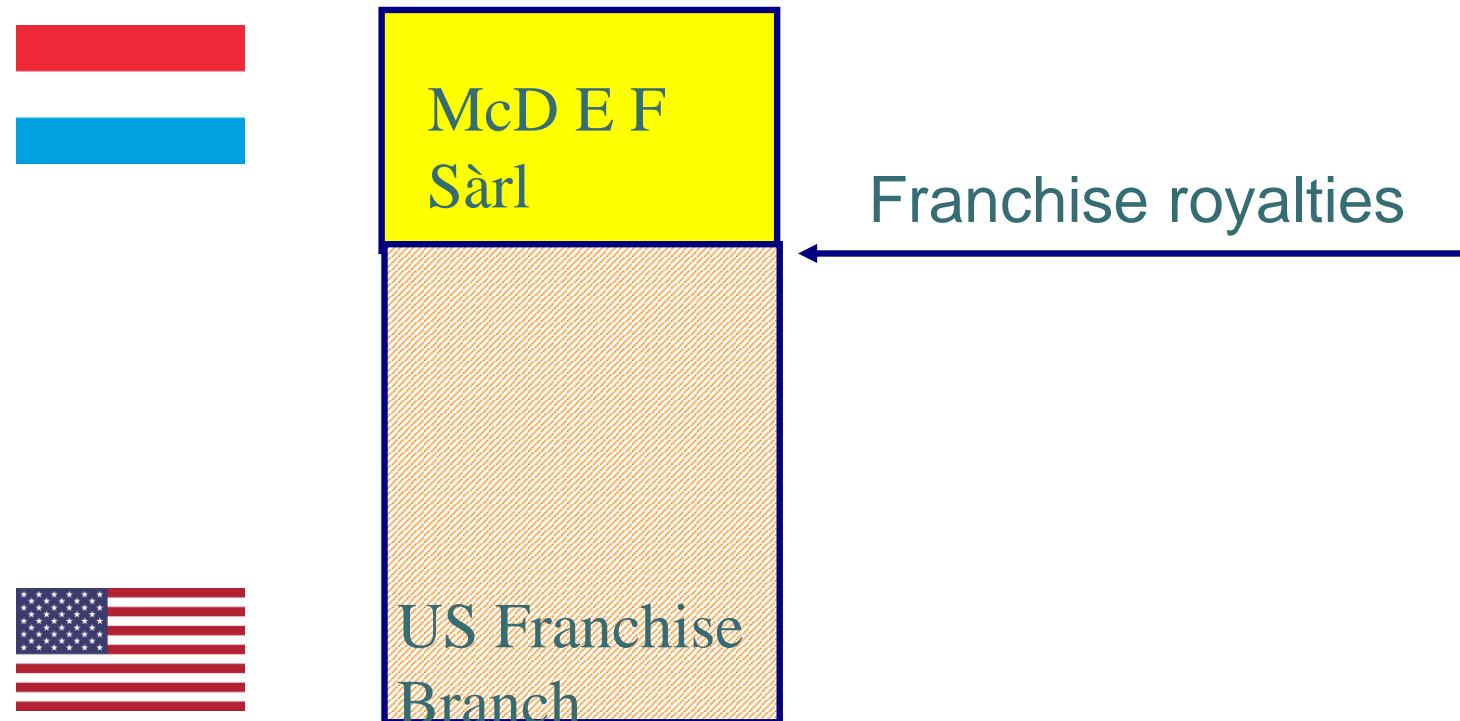 McD E F
Sàrl
Franchise royalties
US Franchise
Branch